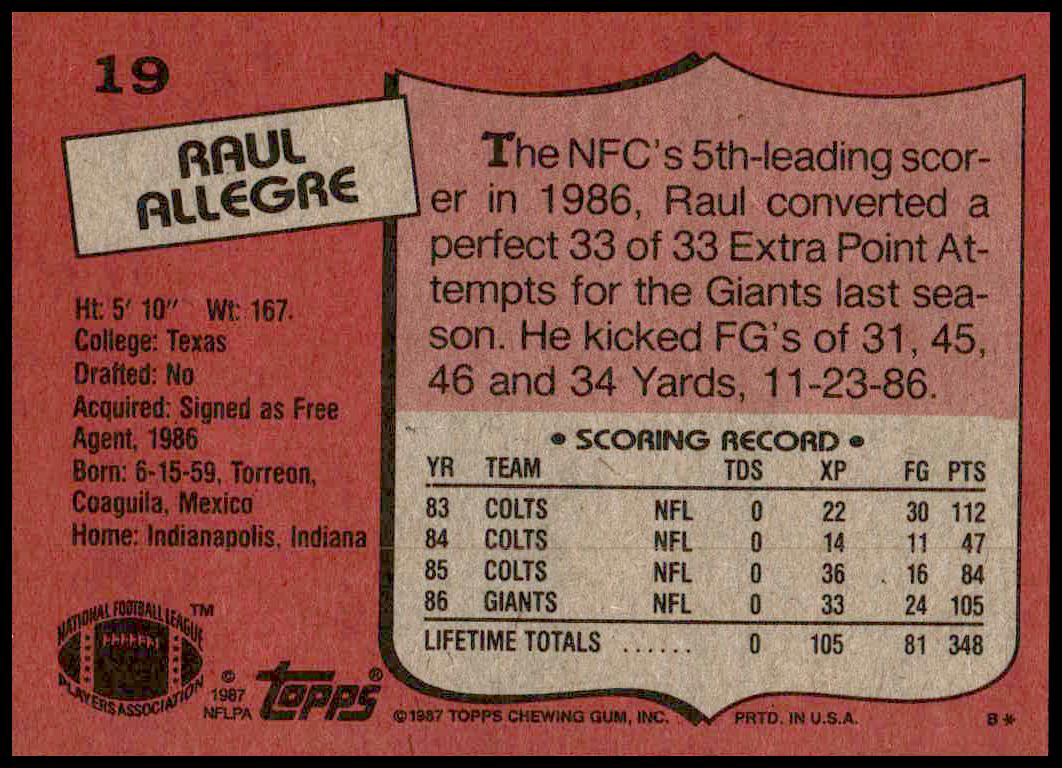 19
RAUL
ALLEGRE
The NFC's 5th-leading scor-
er in 1986, Raul converted a
perfect 33 of 33 Extra Point At-
tempts for the Giants last sea-
son. He kicked FG's of 31, 45,
46 and 34 Yards, 11-23-86.
Ht: 5' 10" Wt: 167.
College: Texas
Drafted: No
Acquired: Signed as Free
Agent, 1986
Born: 6-15-59, Torreon,
Coaguila, Mexico
Home: Indianapolis, Indiana
• SCORING RECORD •
YR TEAM TDS XP FG PTS
83 COLTS NFL 0 22 30 112
84 COLTS NFL 0 14 11 47
85 COLTS NFL 0 36 16 84
86 GIANTS NFL 0 33 24 105
LIFETIME TOTALS ...... 0 105 81 348
NATIONAL FOOTBALL LEAGUE ™
PLAYERS ASSOCIATION
© 1987
NFLPA
topps®
©1987 TOPPS CHEWING GUM, INC. PRTD. IN U.S.A. B*